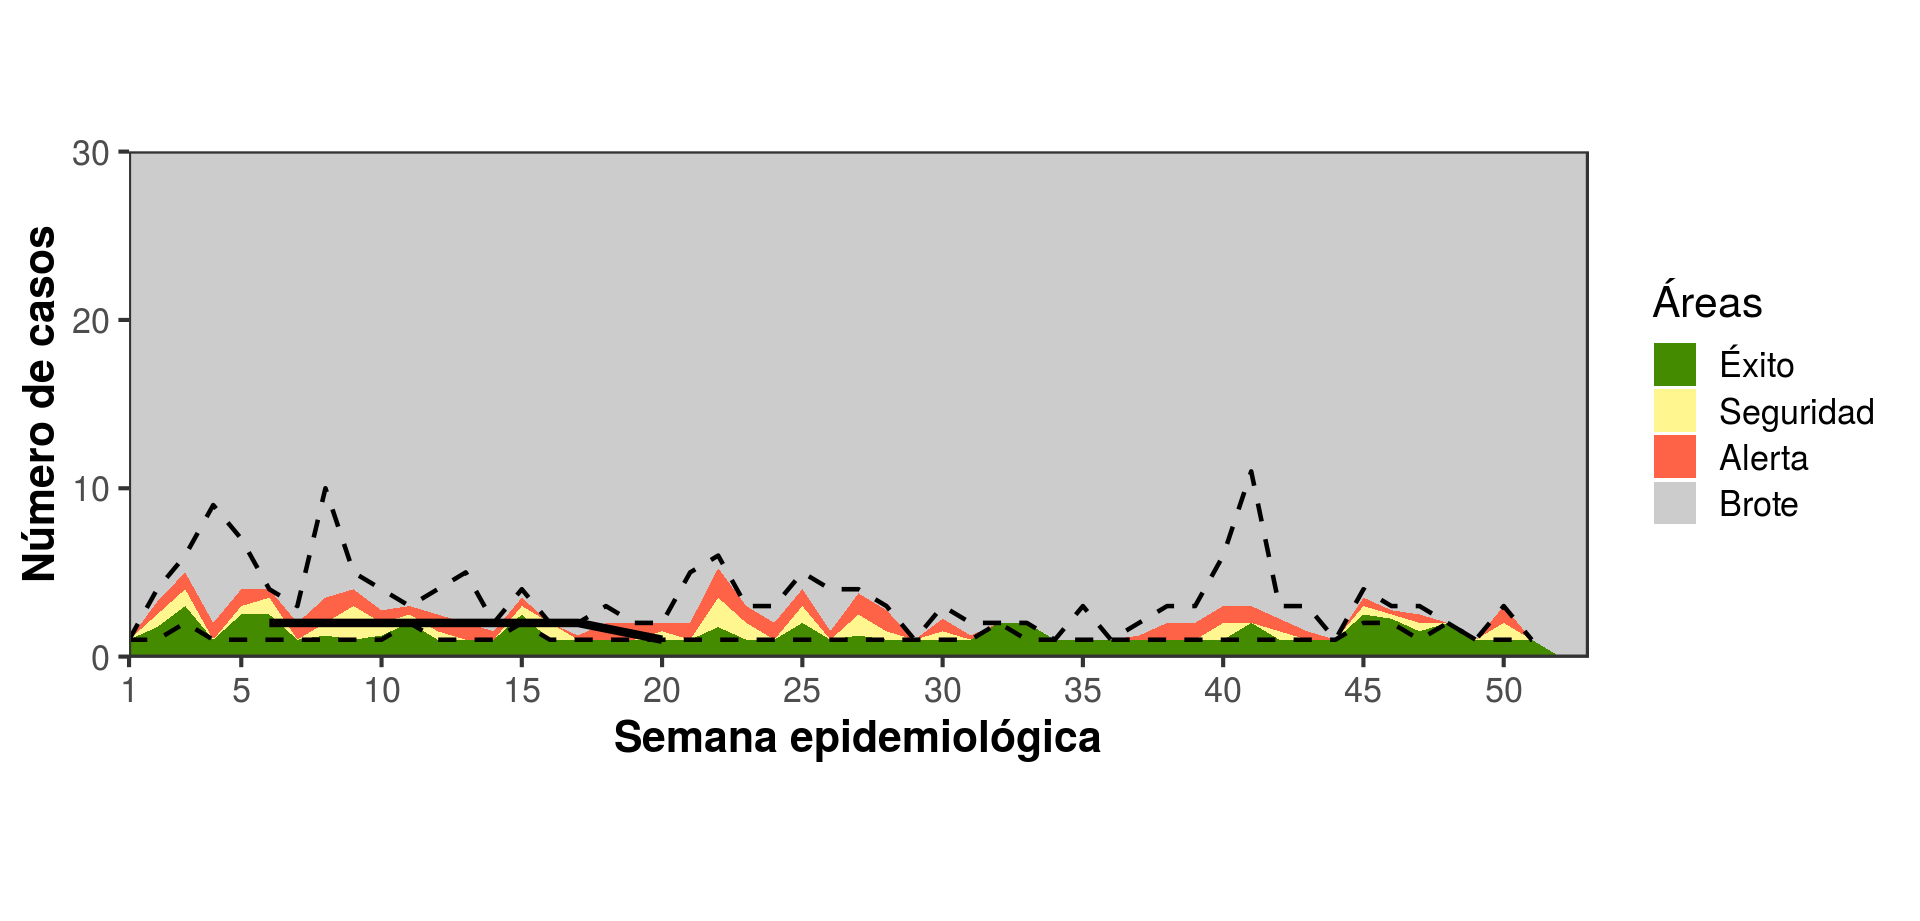 30
20
10
0
Número de casos
1 5 10 15 20 25 30 35 40 45 50
Semana epidemiológica
Áreas
Éxito
Seguridad
Alerta
Brote